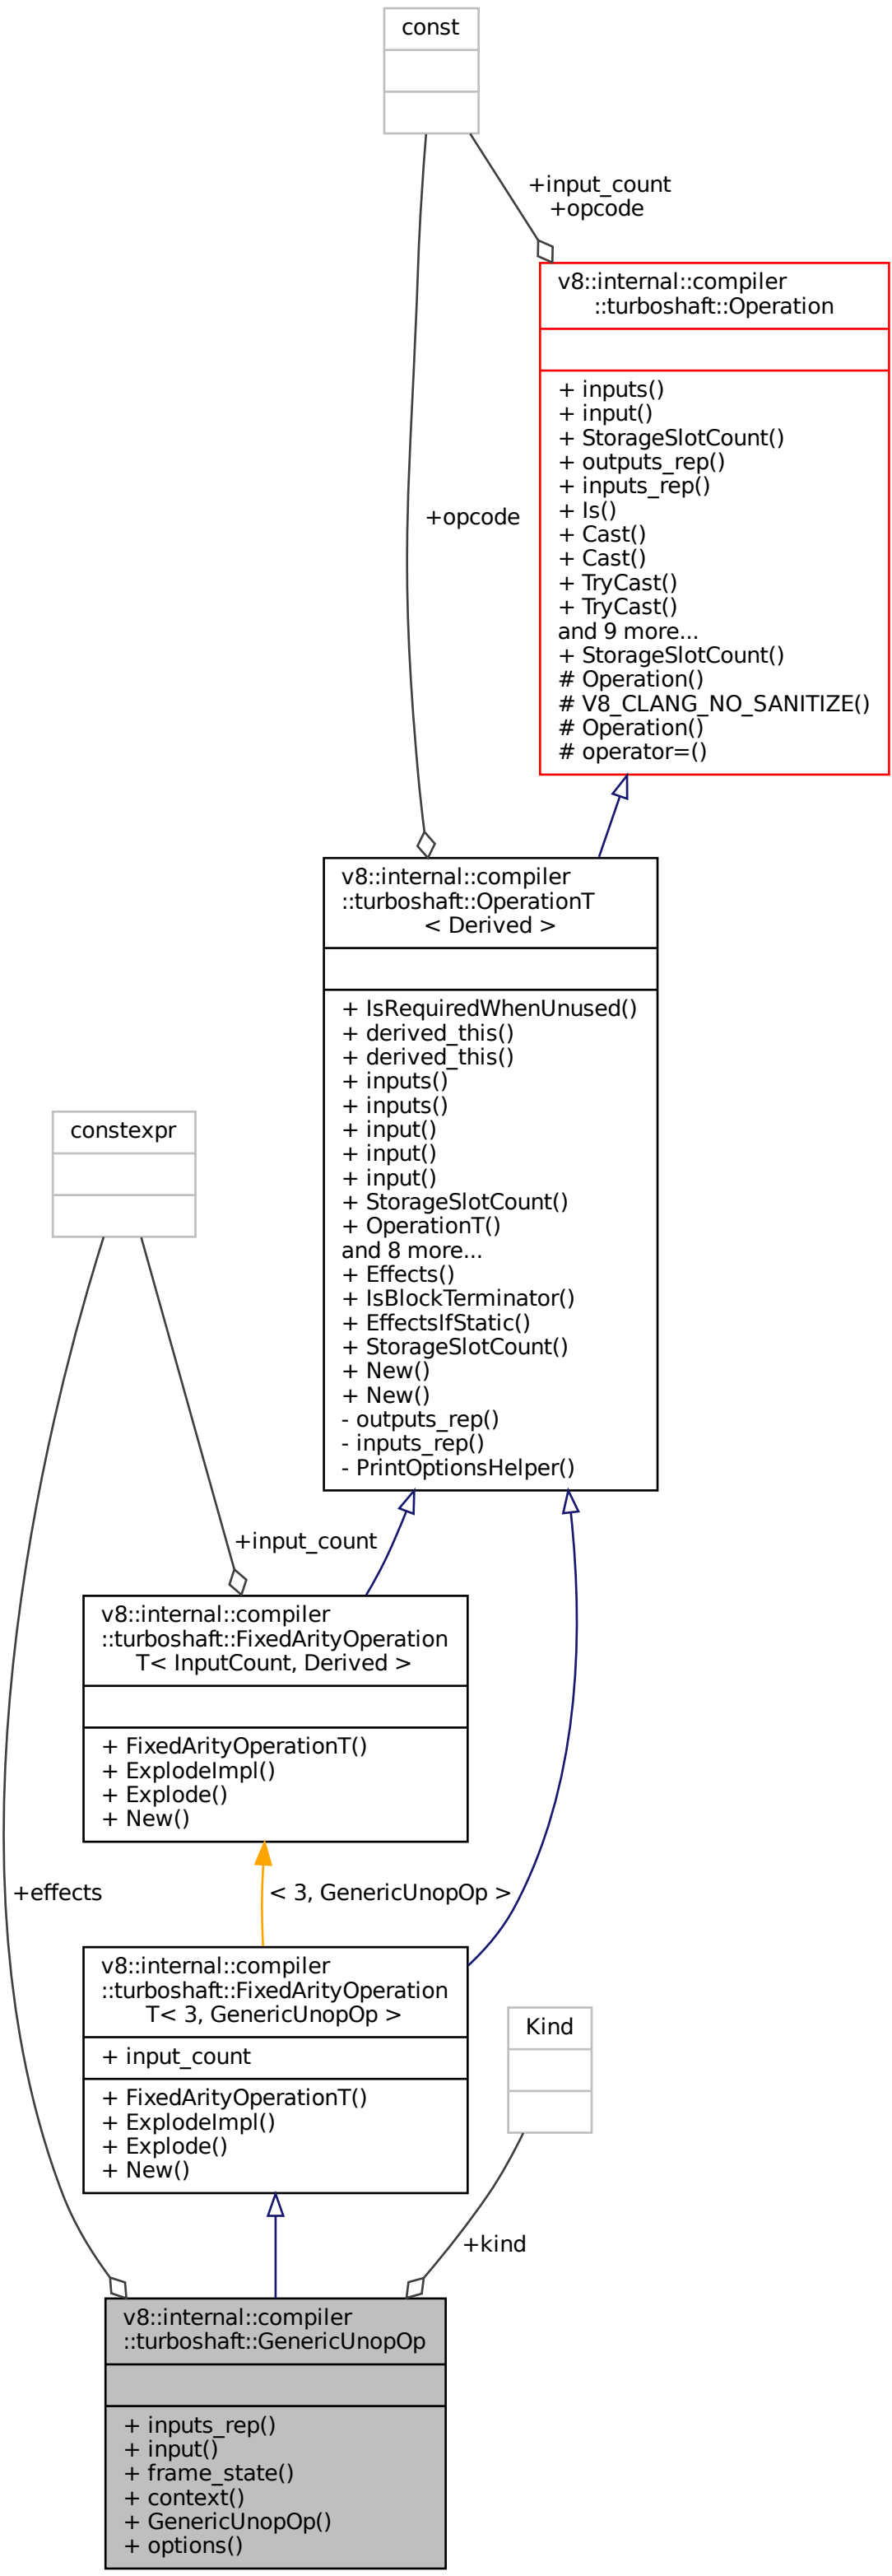 const
+input_count
+opcode
v8::internal::compiler
::turboshaft::Operation
+ inputs()
+ input()
+ StorageSlotCount()
+ outputs_rep()
+ inputs_rep()
+ Is()
+ Cast()
+ Cast()
+ TryCast()
+ TryCast()
and 9 more...
+ StorageSlotCount()
# Operation()
# V8_CLANG_NO_SANITIZE()
# Operation()
# operator=()
+opcode
v8::internal::compiler
::turboshaft::OperationT
< Derived >
+ IsRequiredWhenUnused()
+ derived_this()
+ derived_this()
+ inputs()
+ inputs()
+ input()
+ input()
+ input()
+ StorageSlotCount()
+ OperationT()
and 8 more...
+ Effects()
+ IsBlockTerminator()
+ EffectsIfStatic()
+ StorageSlotCount()
+ New()
+ New()
- outputs_rep()
- inputs_rep()
- PrintOptionsHelper()
constexpr
+input_count
v8::internal::compiler
::turboshaft::FixedArityOperation
T< InputCount, Derived >
+ FixedArityOperationT()
+ ExplodeImpl()
+ Explode()
+ New()
+effects
< 3, GenericUnopOp >
v8::internal::compiler
::turboshaft::FixedArityOperation
T< 3, GenericUnopOp >
+ input_count
+ FixedArityOperationT()
+ ExplodeImpl()
+ Explode()
+ New()
Kind
+kind
v8::internal::compiler
::turboshaft::GenericUnopOp
+ inputs_rep()
+ input()
+ frame_state()
+ context()
+ GenericUnopOp()
+ options()